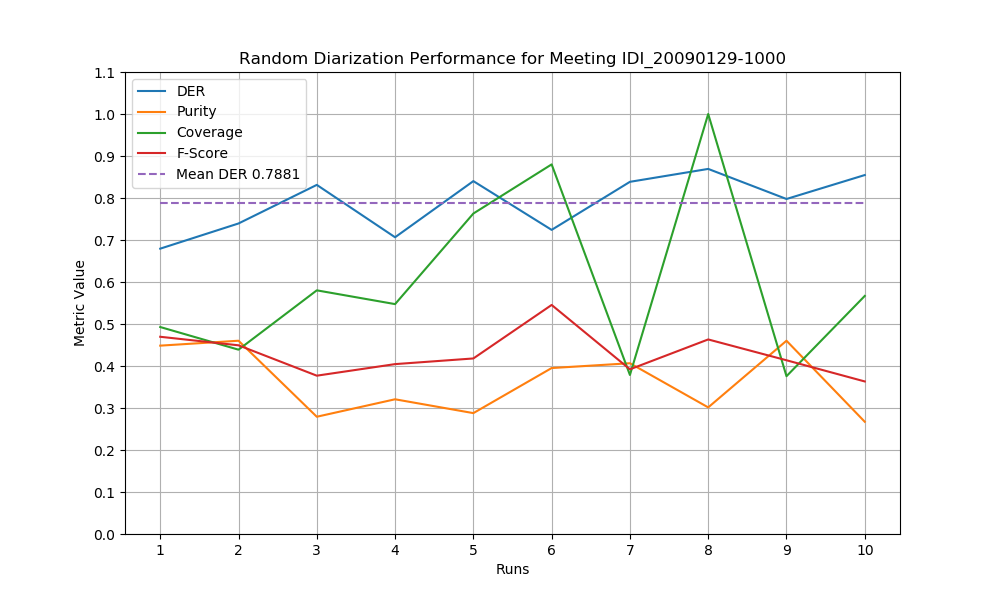 Random Diarization Performance for Meeting IDI_20090129-1000
DER
Purity
Coverage
F-Score
Mean DER 0.7881
Metric Value
1.1
1.0
0.9
0.8
0.7
0.6
0.5
0.4
0.3
0.2
0.1
0.0
1 2 3 4 5 6 7 8 9 10
Runs